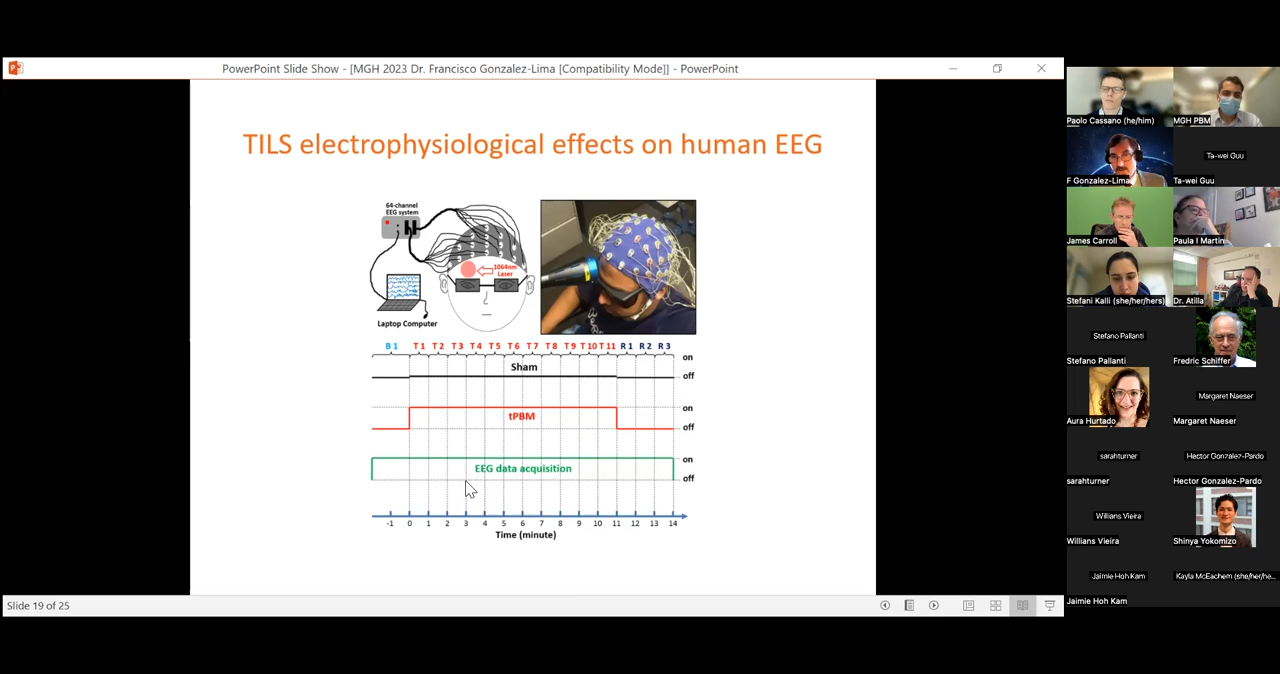 PowerPoint Slide Show - [MGH 2023 Dr. Francisco Gonzalez-Lima [Compatibility Mode]] - PowerPoint
TILS electrophysiological effects on human EEG
64-channel
EEG system
1064nm
Laser
Laptop Computer
B 1 T 1 T 2 T 3 T 4 T 5 T 6 T 7 T 8 T 9 T 10 T 11 R 1 R 2 R 3
on
Sham
off
on
tPBM
off
on
EEG data acquisition
off
-1 0 1 2 3 4 5 6 7 8 9 10 11 12 13 14
Time (minute)
Slide 19 of 25
Paolo Cassano (he/him)
MGH PBM
F Gonzalez-Lima
Ta-wei Guu
Ta-wei Guu
James Carroll
Paula I Martin
Stefani Kalli (she/her/hers)
Dr. Atilla
Stefano Pallanti
Stefano Pallanti
Fredric Schiffer
Aura Hurtado
Margaret Naeser
Margaret Naeser
sarahturner
sarahturner
Hector Gonzalez-Pardo
Hector Gonzalez-Pardo
Willians Vieira
Willians Vieira
Shinya Yokomizo
Jaimie Hoh Kam
Jaimie Hoh Kam
Kayla McEachern (she/her/he...